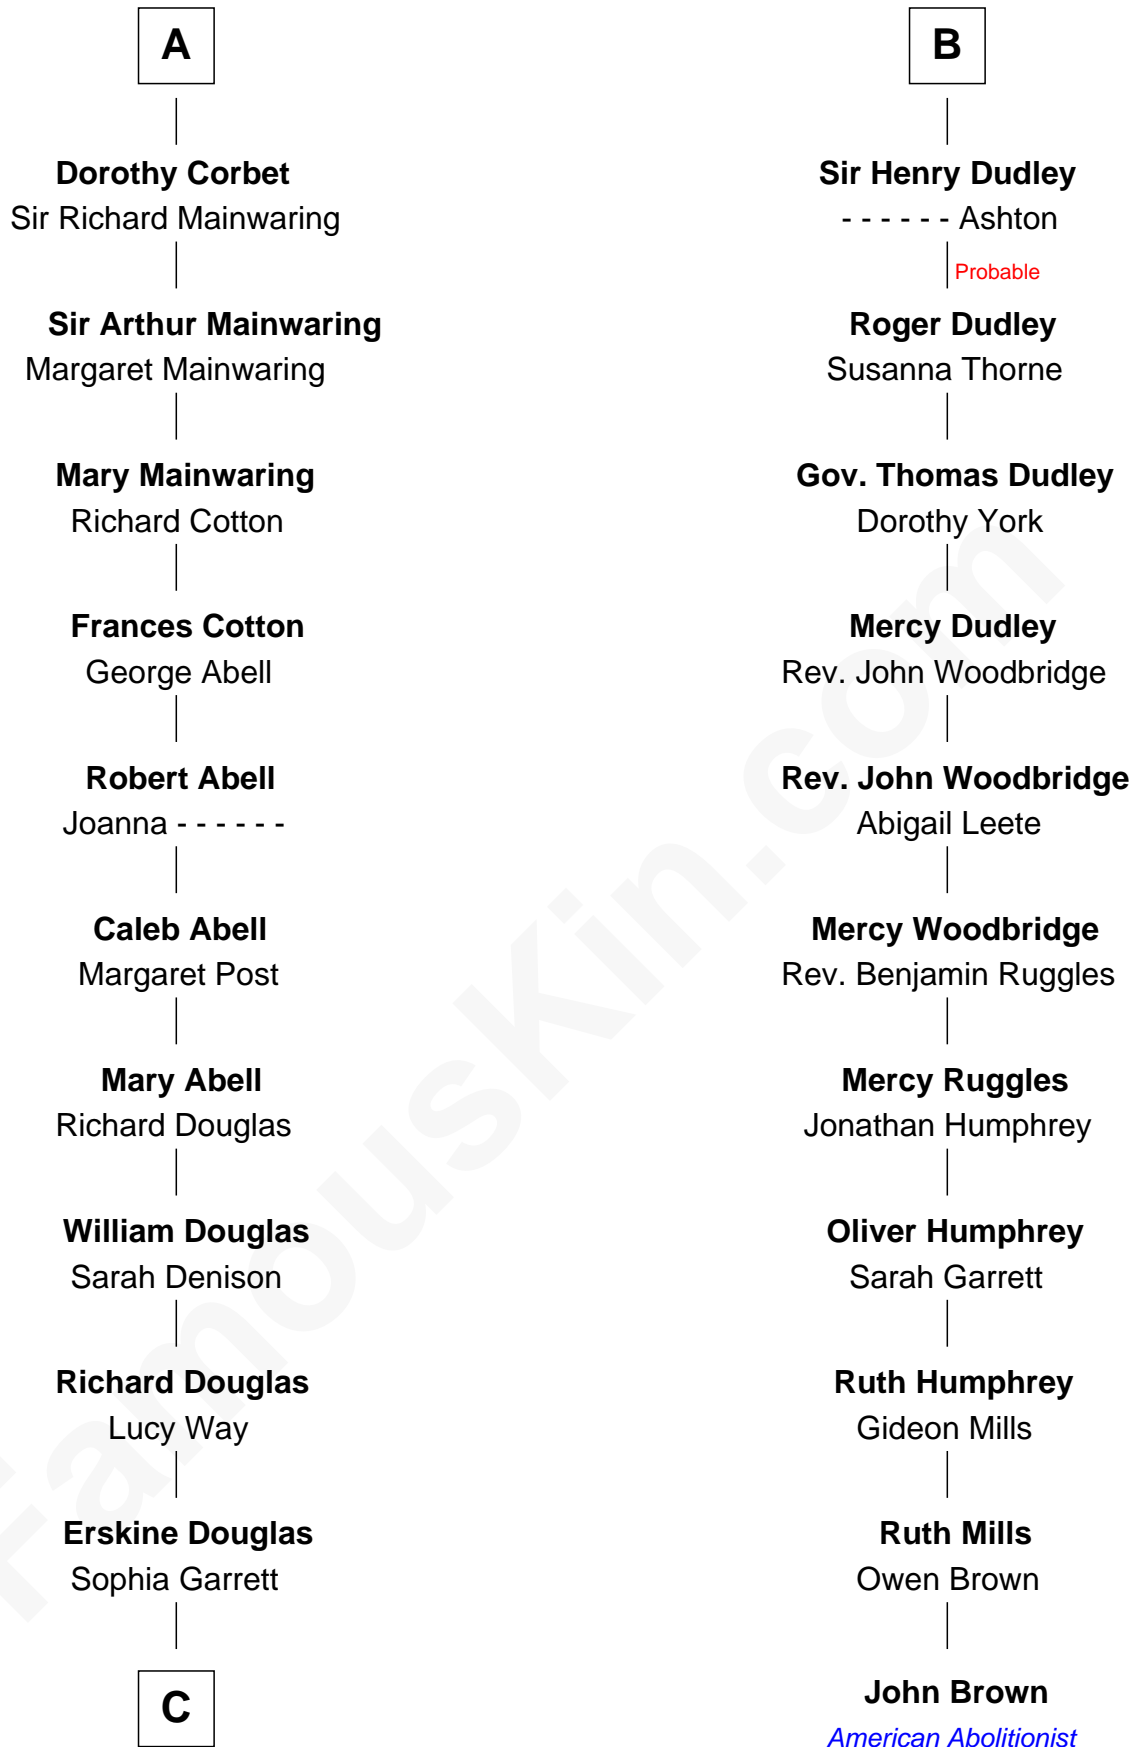 A
Dorothy Corbet
Sir Richard Mainwaring
Sir Arthur Mainwaring
Margaret Mainwaring
Mary Mainwaring
Richard Cotton
Frances Cotton
George Abell
Robert Abell
Joanna - - - - - -
Caleb Abell
Margaret Post
Mary Abell
Richard Douglas
William Douglas
Sarah Denison
Richard Douglas
Lucy Way
Erskine Douglas
Sophia Garrett
C
B
Sir Henry Dudley
- - - - - - Ashton
Probable
Roger Dudley
Susanna Thorne
Gov. Thomas Dudley
Dorothy York
Mercy Dudley
Rev. John Woodbridge
Rev. John Woodbridge
Abigail Leete
Mercy Woodbridge
Rev. Benjamin Ruggles
Mercy Ruggles
Jonathan Humphrey
Oliver Humphrey
Sarah Garrett
Ruth Humphrey
Gideon Mills
Ruth Mills
Owen Brown
John Brown
American Abolitionist
FamousKin.com